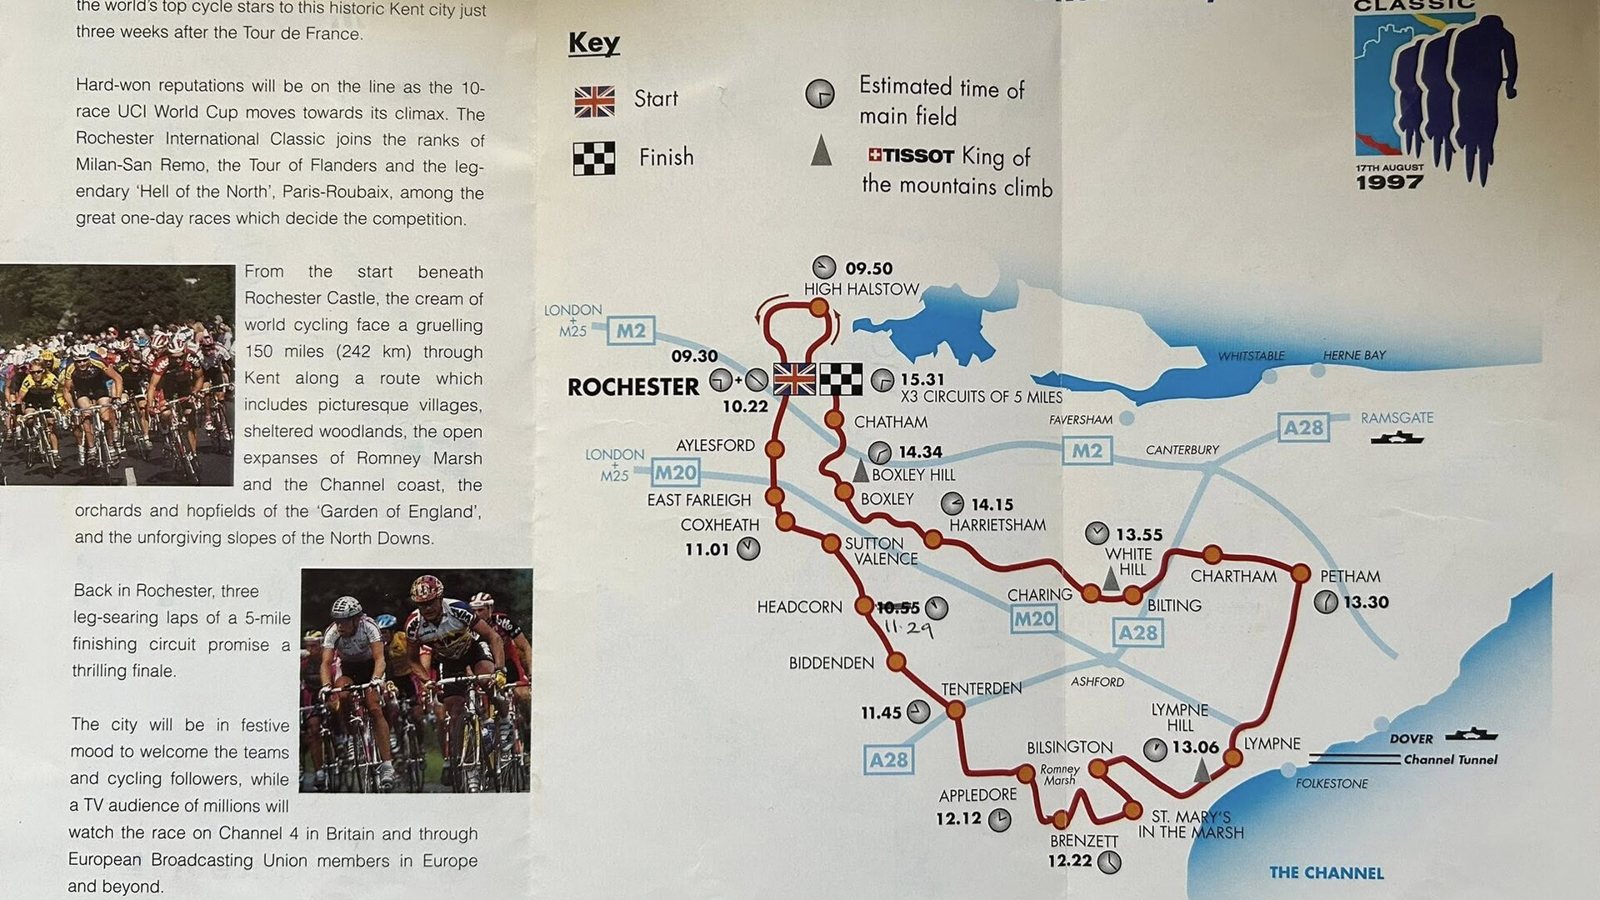 the world's top cycle stars to this historic Kent city just
three weeks after the Tour de France.
Hard-won reputations will be on the line as the 10-
race UCI World Cup moves towards its climax. The
Rochester International Classic joins the ranks of
Milan-San Remo, the Tour of Flanders and the leg-
endary 'Hell of the North', Paris-Roubaix, among the
great one-day races which decide the competition.
From the start beneath
Rochester Castle, the cream of
world cycling face a gruelling
150 miles (242 km) through
Kent along a route which
includes picturesque villages,
sheltered woodlands, the open
expanses of Romney Marsh
and the Channel coast, the
orchards and hopfields of the 'Garden of England',
and the unforgiving slopes of the North Downs.
Back in Rochester, three
leg-searing laps of a 5-mile
finishing circuit promise a
thrilling finale.
The city will be in festive
mood to welcome the teams
and cycling followers, while
a TV audience of millions will
watch the race on Channel 4 in Britain and through
European Broadcasting Union members in Europe
and beyond.
Key
Start
Finish
Estimated time of
main field
TISSOT King of
the mountains climb
CLASSIC
17TH AUGUST
1997
09.50
HIGH HALSTOW
LONDON
+
M25
M2
09.30
ROCHESTER
+
10.22
15.31
X3 CIRCUITS OF 5 MILES
WHITSTABLE
HERNE BAY
CHATHAM
FAVERSHAM
A28
RAMSGATE
AYLESFORD
14.34
BOXLEY HILL
M2
CANTERBURY
LONDON
+
M25
M20
EAST FARLEIGH
BOXLEY
14.15
HARRIETSHAM
COXHEATH
11.01
SUTTON
VALENCE
13.55
WHITE
HILL
CHARTHAM
PETHAM
13.30
HEADCORN
10.55
11.29
CHARING
BILTING
M20
A28
BIDDENDEN
ASHFORD
TENTERDEN
11.45
A28
LYMPNE
HILL
13.06
LYMPNE
BILSINGTON
Romney
Marsh
DOVER
Channel Tunnel
FOLKESTONE
APPLEDORE
12.12
ST. MARY'S
IN THE MARSH
BRENZETT
12.22
THE CHANNEL